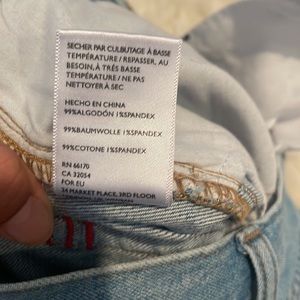 SECHER PAR CULBUTAGE À BASSE
TEMPÉRATURE / REPASSER, AU
BESOIN, À TRÈS BASSE
TEMPÉRATURE / NE PAS
NETTOYER À SEC
HECHO EN CHINA
99%ALGODÓN 1%SPANDEX
99%BAUMWOLLE 1%SPANDEX
99%COTONE 1%SPANDEX
RN 66170
CA 32054
FOR EU
34 MARKET PLACE, 3RD FLOOR